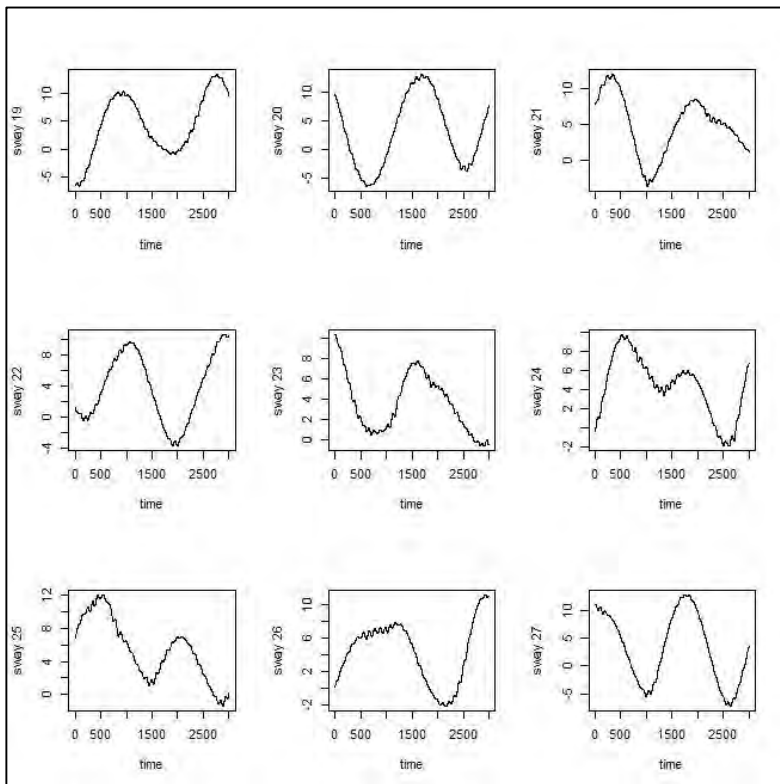 sway 19
-5 0 5 10
0 500 1500 2500
time
sway 20
-5 0 5 10
0 500 1500 2500
time
sway 21
0 5 10
0 500 1500 2500
time
sway 22
-4 0 4 8
0 500 1500 2500
time
sway 23
0 2 4 6 8
0 500 1500 2500
time
sway 24
-2 2 4 6 8
0 500 1500 2500
time
sway 25
0 4 8 12
0 500 1500 2500
time
sway 26
-2 2 6 10
0 500 1500 2500
time
sway 27
-5 0 5 10
0 500 1500 2500
time